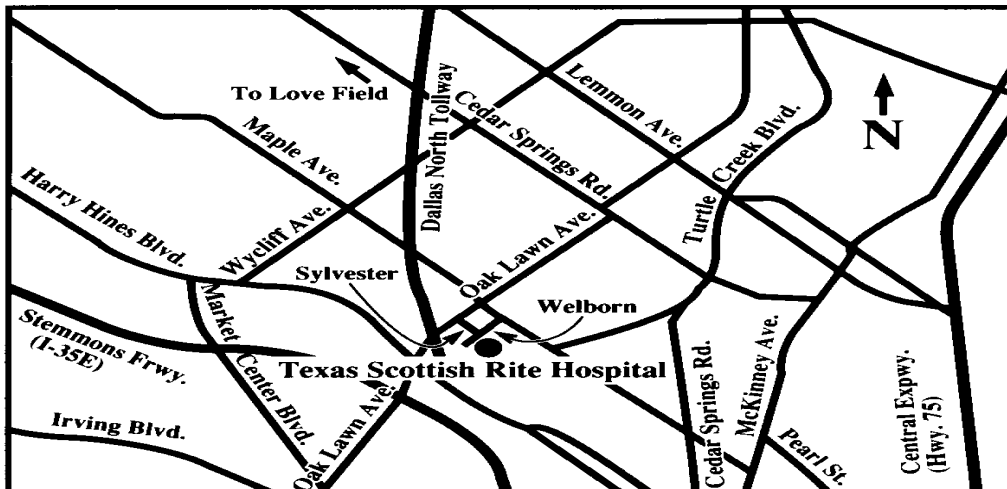 To Love Field
Maple Ave.
Harry Hines Blvd.
Wycliff Ave.
Dallas North Tollway
Cedar Springs Rd.
Lemmon Ave.
Turtle Creek Blvd.
N
Oak Lawn Ave.
Sylvester
Welborn
Market Center Blvd.
Stemmons Frwy.
(I-35E)
Texas Scottish Rite Hospital
Irving Blvd.
Oak Lawn Ave.
Cedar Springs Rd.
McKinney Ave.
Pearl St.
Central Expwy.
(Hwy. 75)